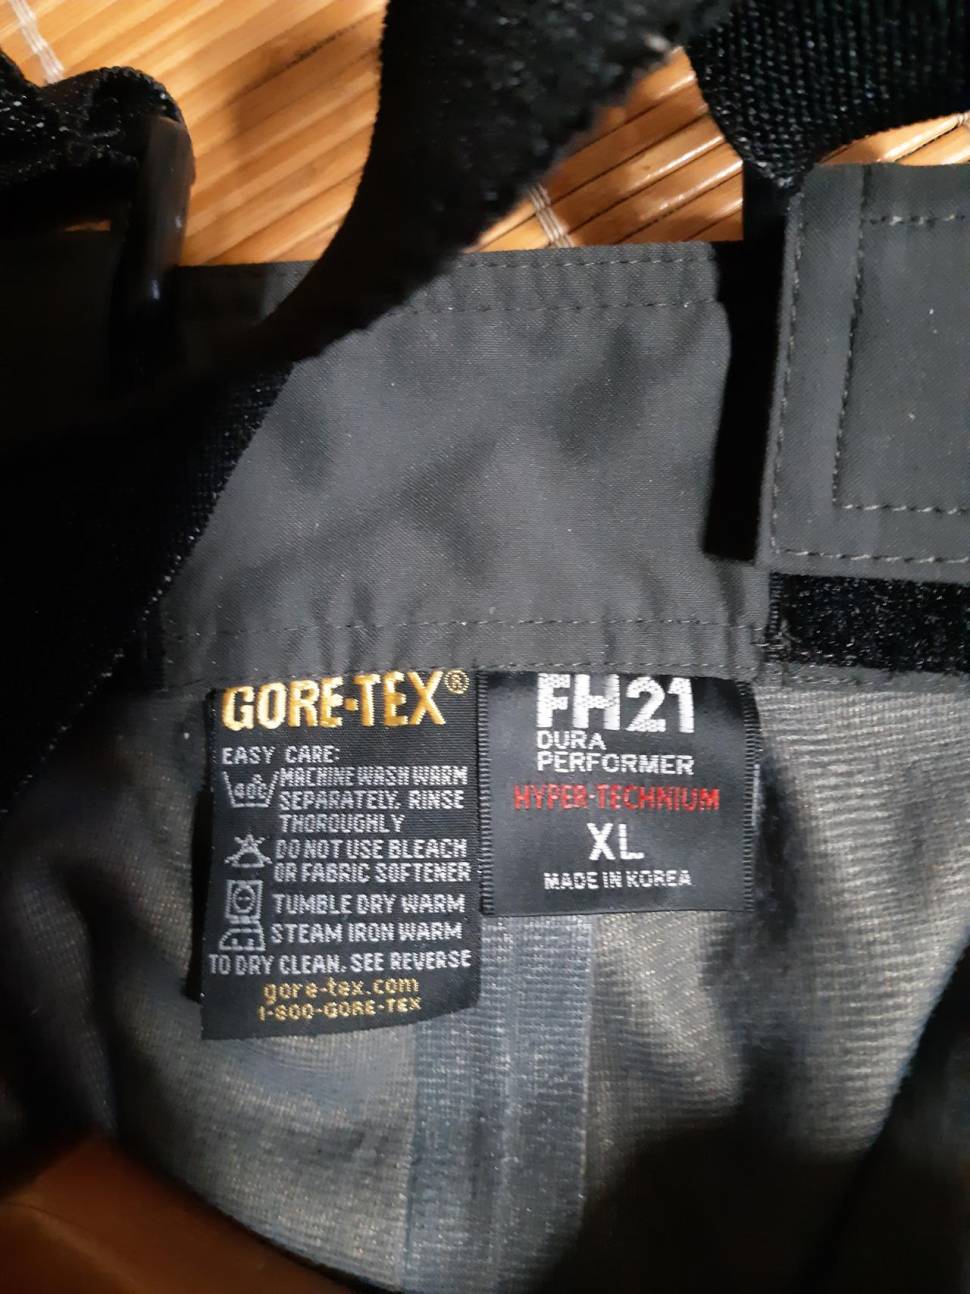 GORE-TEX®
EASY CARE:
40°C MACHINE WASH WARM
SEPARATELY. RINSE
THOROUGHLY
DO NOT USE BLEACH
OR FABRIC SOFTENER
TUMBLE DRY WARM
STEAM IRON WARM
TO DRY CLEAN. SEE REVERSE
gore-tex.com
1-800-GORE-TEX
FH21
DURA
PERFORMER
HYPER-TECHNIUM
XL
MADE IN KOREA